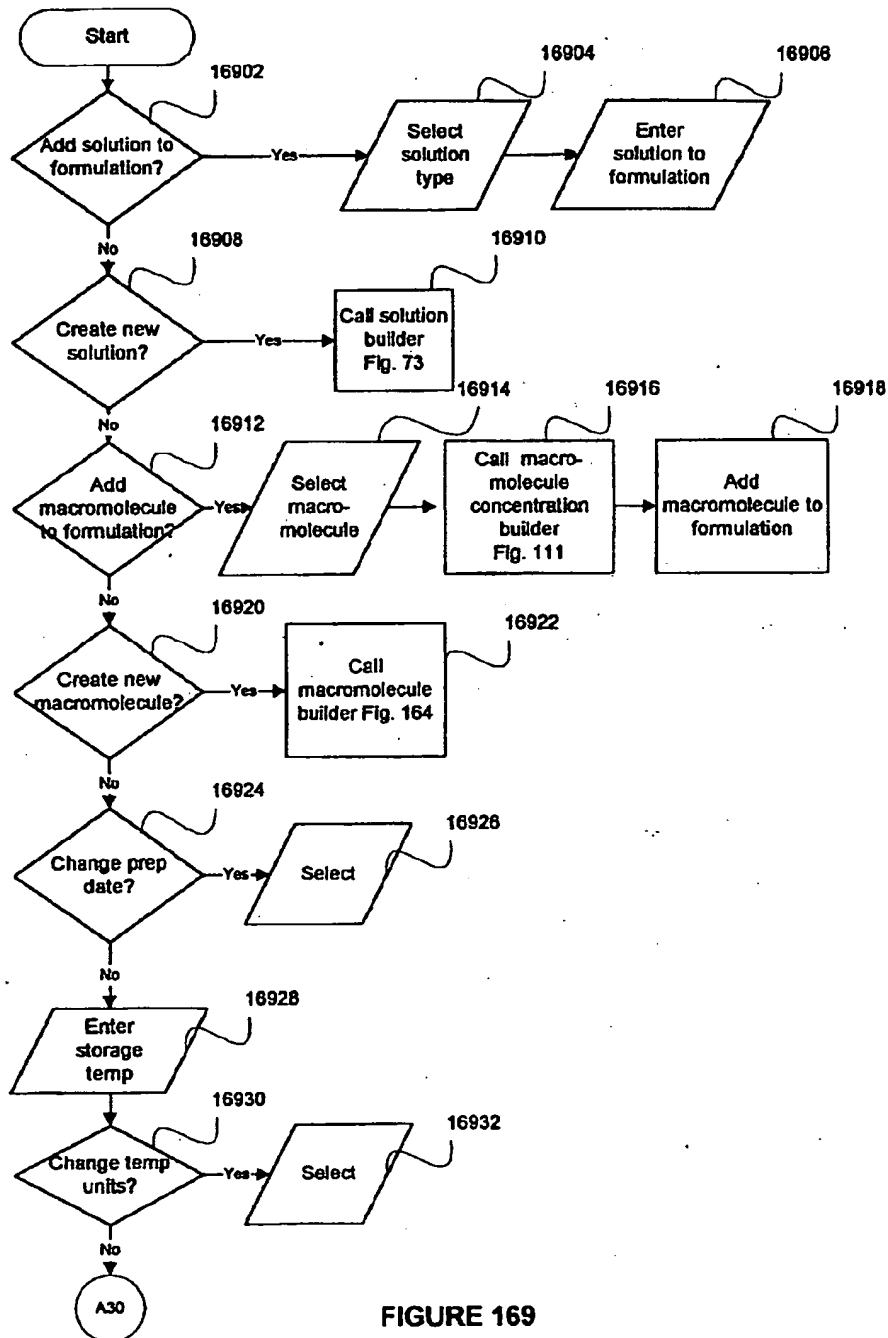 Start
16902
Add solution to
formulation?
Yes
16904
Select
solution
type
16906
Enter
solution to
formulation
No
16908
Create new
solution?
Yes
16910
Call solution
builder
Fig. 73
No
16912
Add
macromolecule
to formulation?
Yes
16914
Select
macro-
molecule
16916
Call macro-
molecule
concentration
builder
Fig. 111
16918
Add
macromolecule to
formulation
No
16920
Create new
macromolecule?
Yes
16922
Call
macromolecule
builder Fig. 164
No
16924
Change prep
date?
Yes
16926
Select
No
16928
Enter
storage
temp
16930
Change temp
units?
Yes
16932
Select
No
A30
FIGURE 169